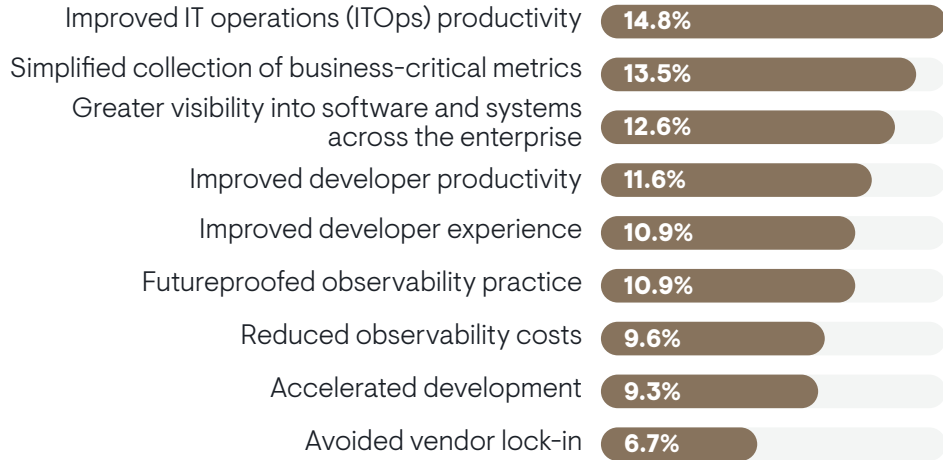 Improved IT operations (ITOps) productivity 14.8%
Simplified collection of business-critical metrics 13.5%
Greater visibility into software and systems
across the enterprise 12.6%
Improved developer productivity 11.6%
Improved developer experience 10.9%
Futureproofed observability practice 10.9%
Reduced observability costs 9.6%
Accelerated development 9.3%
Avoided vendor lock-in 6.7%